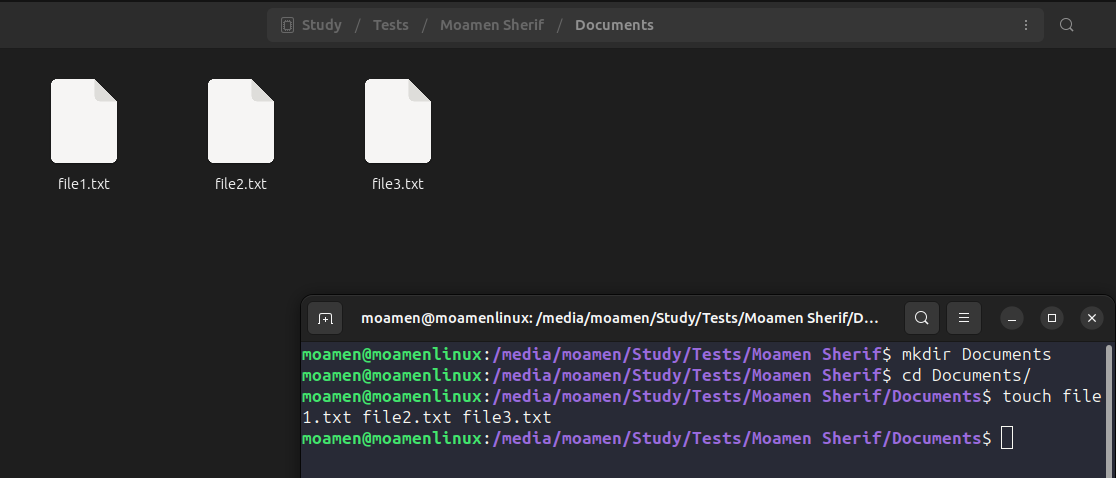 Study / Tests / Moamen Sherif / Documents
file1.txt file2.txt file3.txt
moamen@moamenlinux: /media/moamen/Study/Tests/Moamen Sherif/D...
moamen@moamenlinux:/media/moamen/Study/Tests/Moamen Sherif$ mkdir Documents
moamen@moamenlinux:/media/moamen/Study/Tests/Moamen Sherif$ cd Documents/
moamen@moamenlinux:/media/moamen/Study/Tests/Moamen Sherif/Documents$ touch file
1.txt file2.txt file3.txt
moamen@moamenlinux:/media/moamen/Study/Tests/Moamen Sherif/Documents$